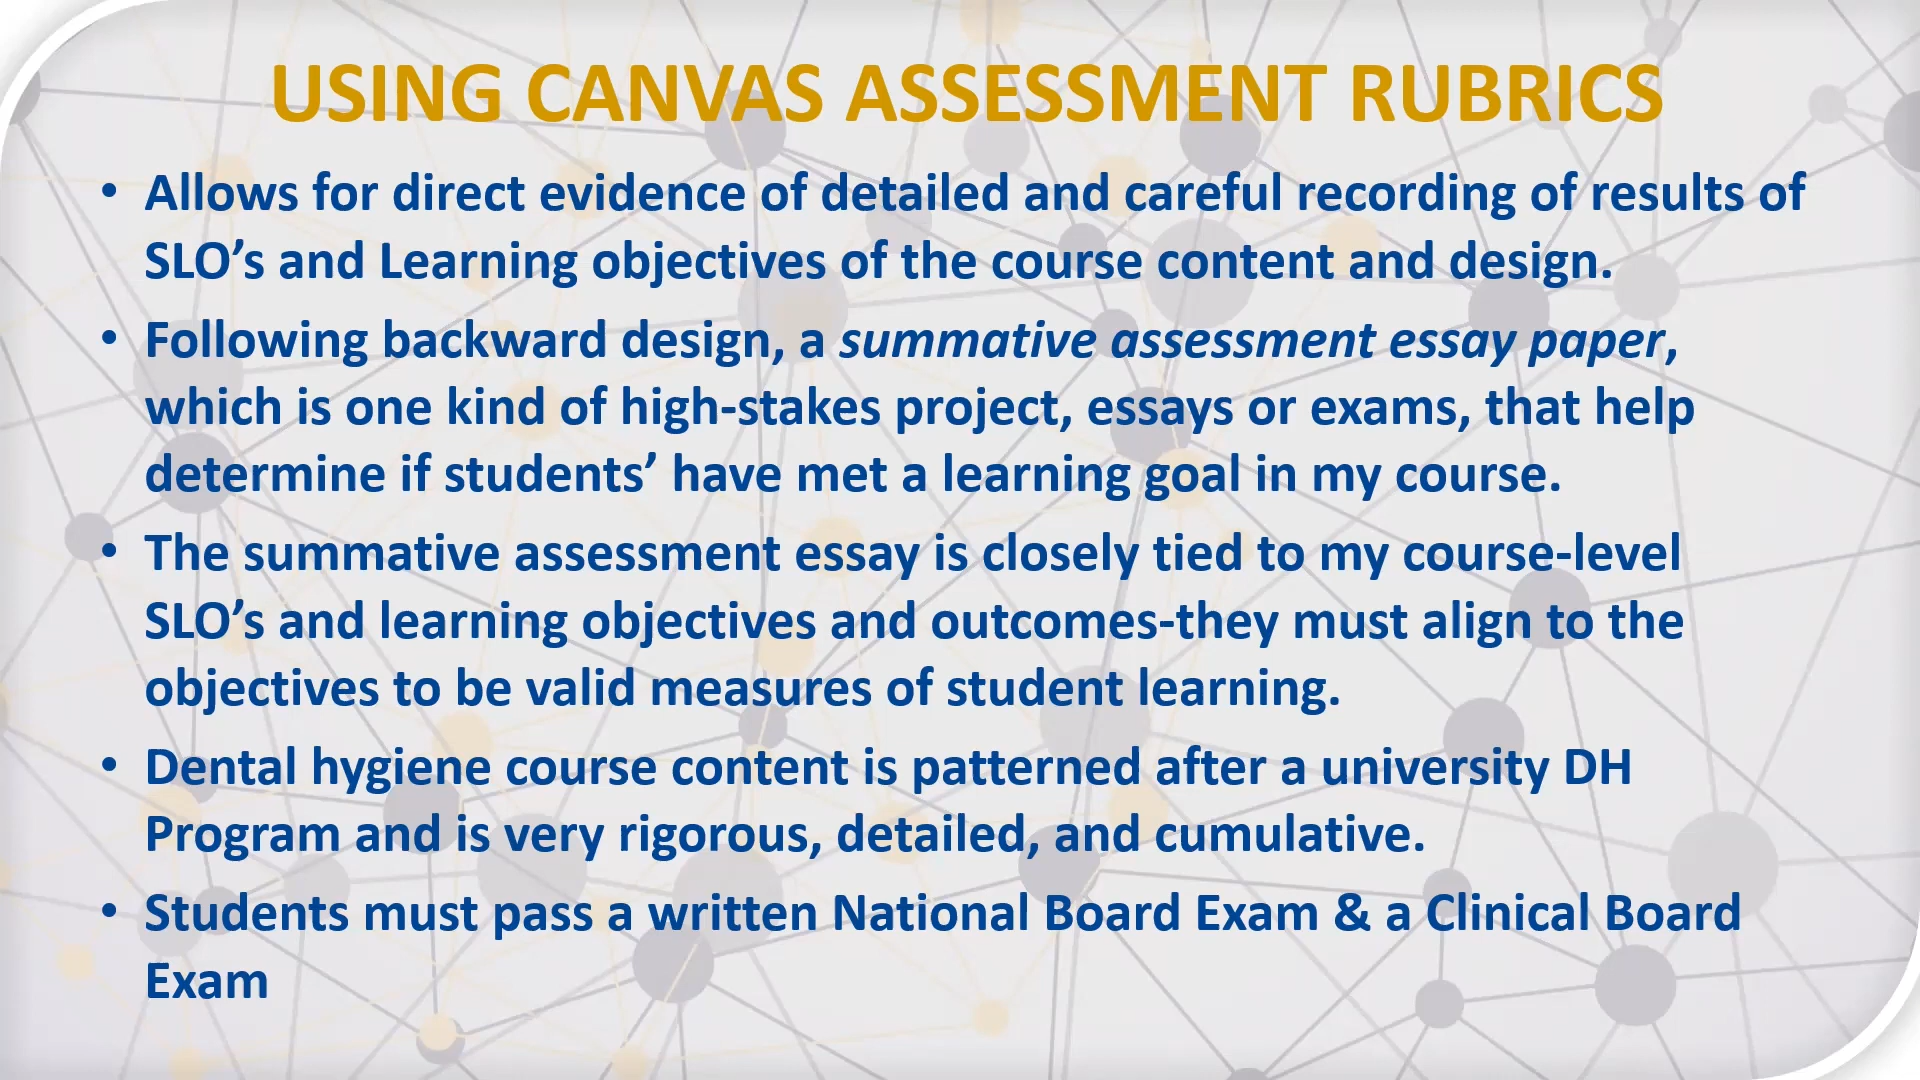 USING CANVAS ASSESSMENT RUBRICS
• Allows for direct evidence of detailed and careful recording of results of
SLO’s and Learning objectives of the course content and design.
• Following backward design, a summative assessment essay paper,
which is one kind of high-stakes project, essays or exams, that help
determine if students’ have met a learning goal in my course.
• The summative assessment essay is closely tied to my course-level
SLO’s and learning objectives and outcomes-they must align to the
objectives to be valid measures of student learning.
• Dental hygiene course content is patterned after a university DH
Program and is very rigorous, detailed, and cumulative.
• Students must pass a written National Board Exam & a Clinical Board
Exam